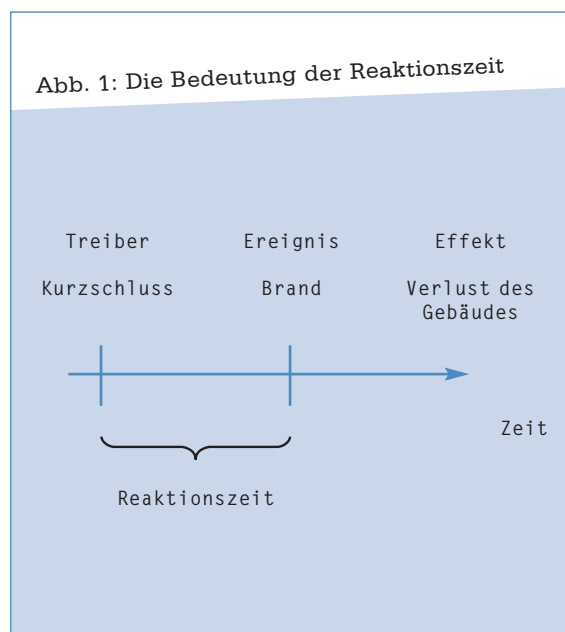 Abb. 1: Die Bedeutung der Reaktionszeit
Treiber Ereignis Effekt
Kurzschluss Brand Verlust des
Gebäudes
Zeit
Reaktionszeit